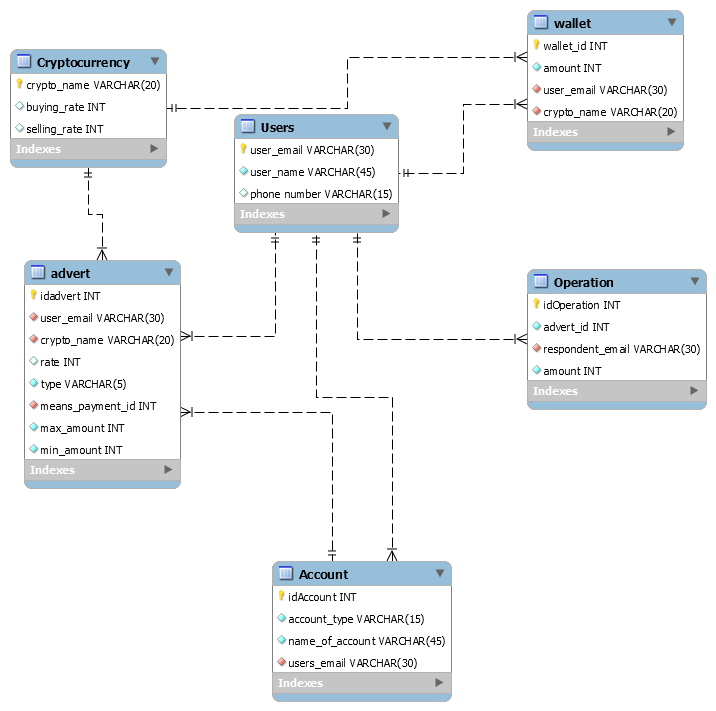 Cryptocurrency
crypto_name VARCHAR(20)
buying_rate INT
selling_rate INT
Indexes
wallet
wallet_id INT
amount INT
user_email VARCHAR(30)
crypto_name VARCHAR(20)
Indexes
Users
user_email VARCHAR(30)
user_name VARCHAR(45)
phone number VARCHAR(15)
Indexes
advert
idadvert INT
user_email VARCHAR(30)
crypto_name VARCHAR(20)
rate INT
type VARCHAR(5)
means_payment_id INT
max_amount INT
min_amount INT
Indexes
Operation
idOperation INT
advert_id INT
respondent_email VARCHAR(30)
amount INT
Indexes
Account
idAccount INT
account_type VARCHAR(15)
name_of_account VARCHAR(45)
users_email VARCHAR(30)
Indexes